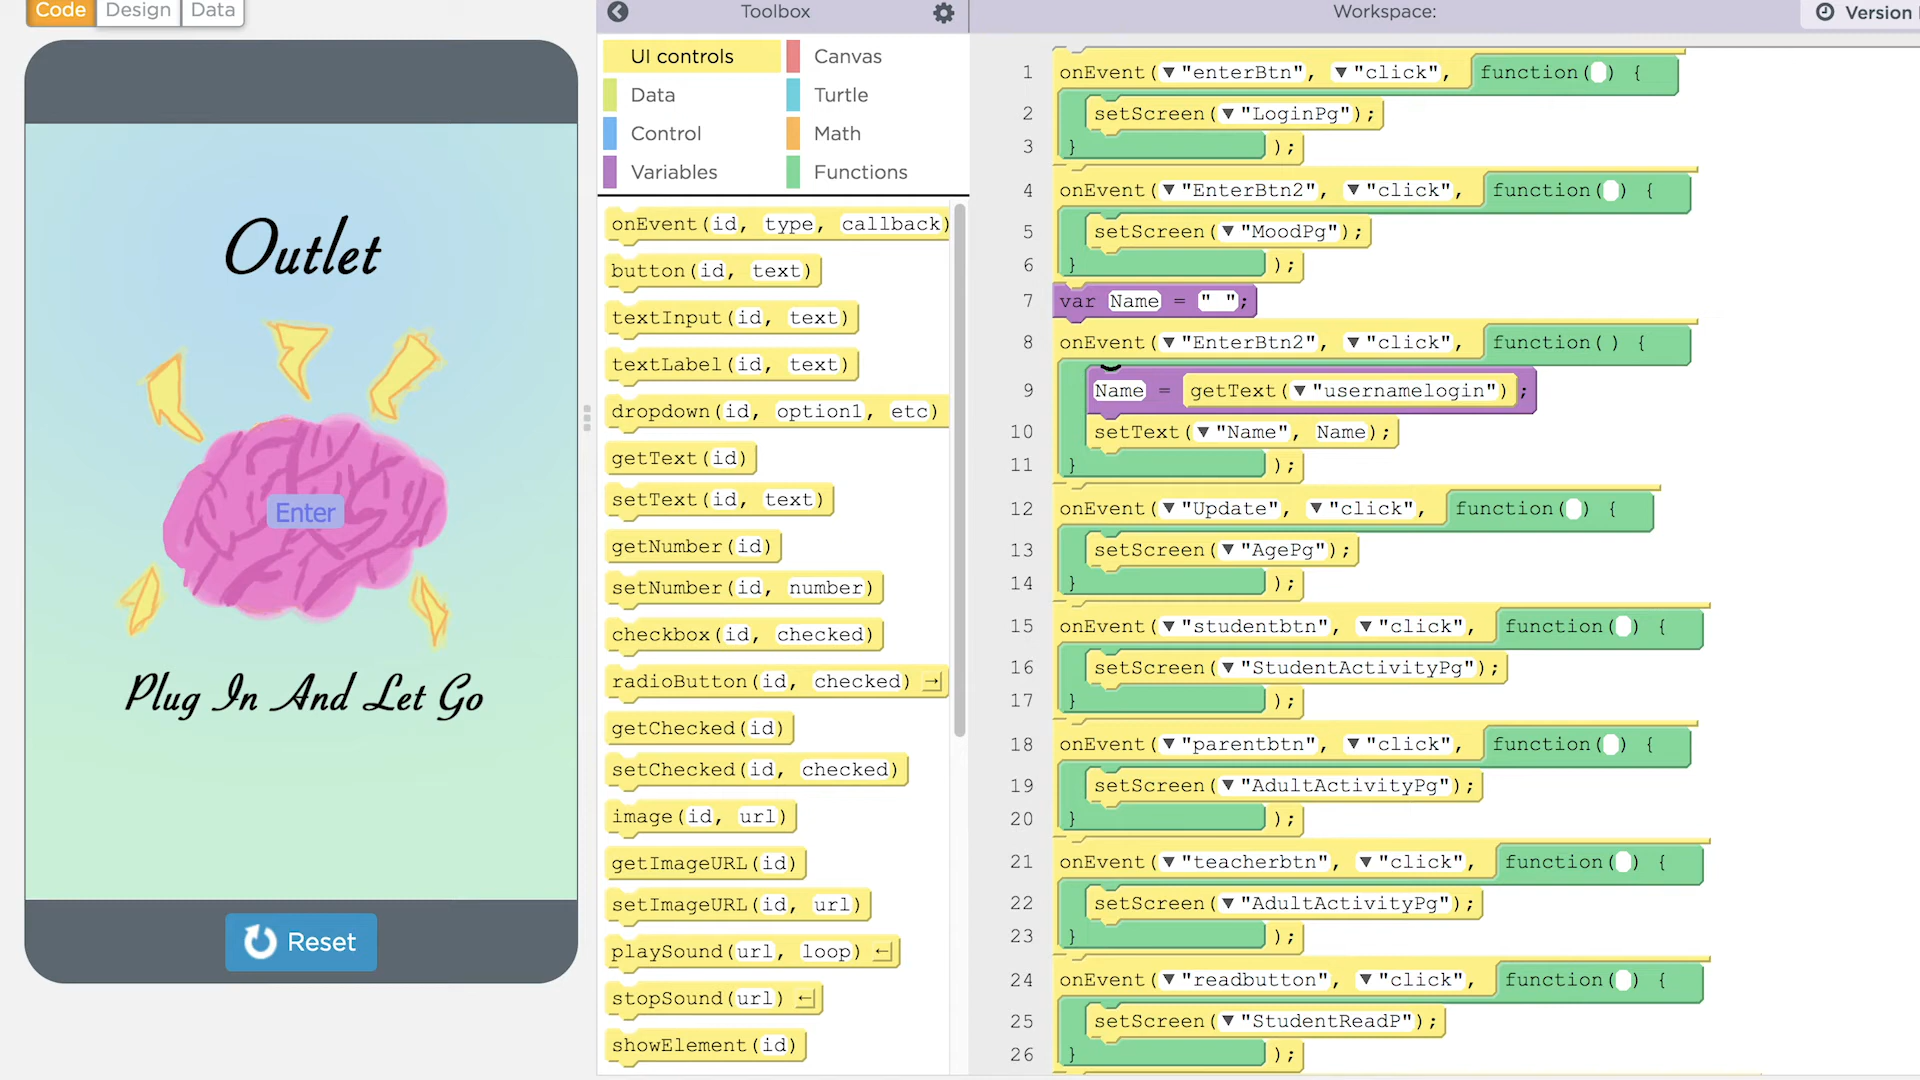 Code Design Data
Outlet
Enter
Plug In And Let Go
Reset
Toolbox
UI controls
Canvas
Data
Turtle
Control
Math
Variables
Functions
onEvent(id, type, callback)
button(id, text)
textInput(id, text)
textLabel(id, text)
dropdown(id, option1, etc)
getText(id)
setText(id, text)
getNumber(id)
setNumber(id, number)
checkbox(id, checked)
radioButton(id, checked) →
getChecked(id)
setChecked(id, checked)
image(id, url)
getImageURL(id)
setImageURL(id, url)
playSound(url, loop) ←
stopSound(url) ←
showElement(id)
Workspace:
Version
1 onEvent(▼"enterBtn", ▼"click", function( ) {
2 setScreen(▼"LoginPg");
3 } );
4 onEvent(▼"EnterBtn2", ▼"click", function( ) {
5 setScreen(▼"MoodPg");
6 } );
7 var Name = " ";
8 onEvent(▼"EnterBtn2", ▼"click", function() {
9 Name = getText(▼"usernamelogin");
10 setText(▼"Name", Name);
11 } );
12 onEvent(▼"Update", ▼"click", function( ) {
13 setScreen(▼"AgePg");
14 } );
15 onEvent(▼"studentbtn", ▼"click", function( ) {
16 setScreen(▼"StudentActivityPg");
17 } );
18 onEvent(▼"parentbtn", ▼"click", function( ) {
19 setScreen(▼"AdultActivityPg");
20 } );
21 onEvent(▼"teacherbtn", ▼"click", function( ) {
22 setScreen(▼"AdultActivityPg");
23 } );
24 onEvent(▼"readbutton", ▼"click", function( ) {
25 setScreen(▼"StudentReadP");
26 } );